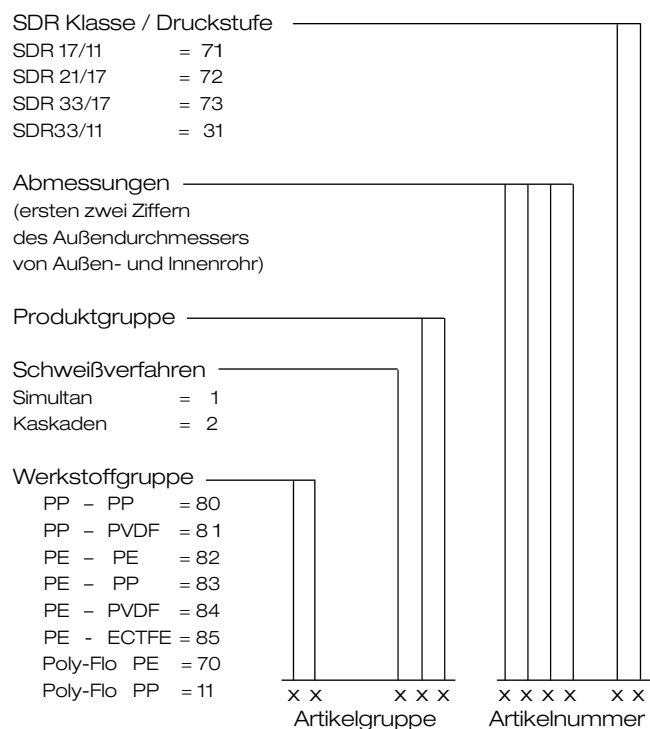 SDR Klasse / Druckstufe
SDR 17/11 = 71
SDR 21/17 = 72
SDR 33/17 = 73
SDR33/11 = 31
Abmessungen
(ersten zwei Ziffern
des Außendurchmessers
von Außen- und Innenrohr)
Produktgruppe
Schweißverfahren
Simultan = 1
Kaskaden = 2
Werkstoffgruppe
PP – PP = 80
PP – PVDF = 81
PE – PE = 82
PE – PP = 83
PE – PVDF = 84
PE - ECTFE = 85
Poly-Flo PE = 70
Poly-Flo PP = 11
x x x x x x x x x x x
Artikelgruppe Artikelnummer